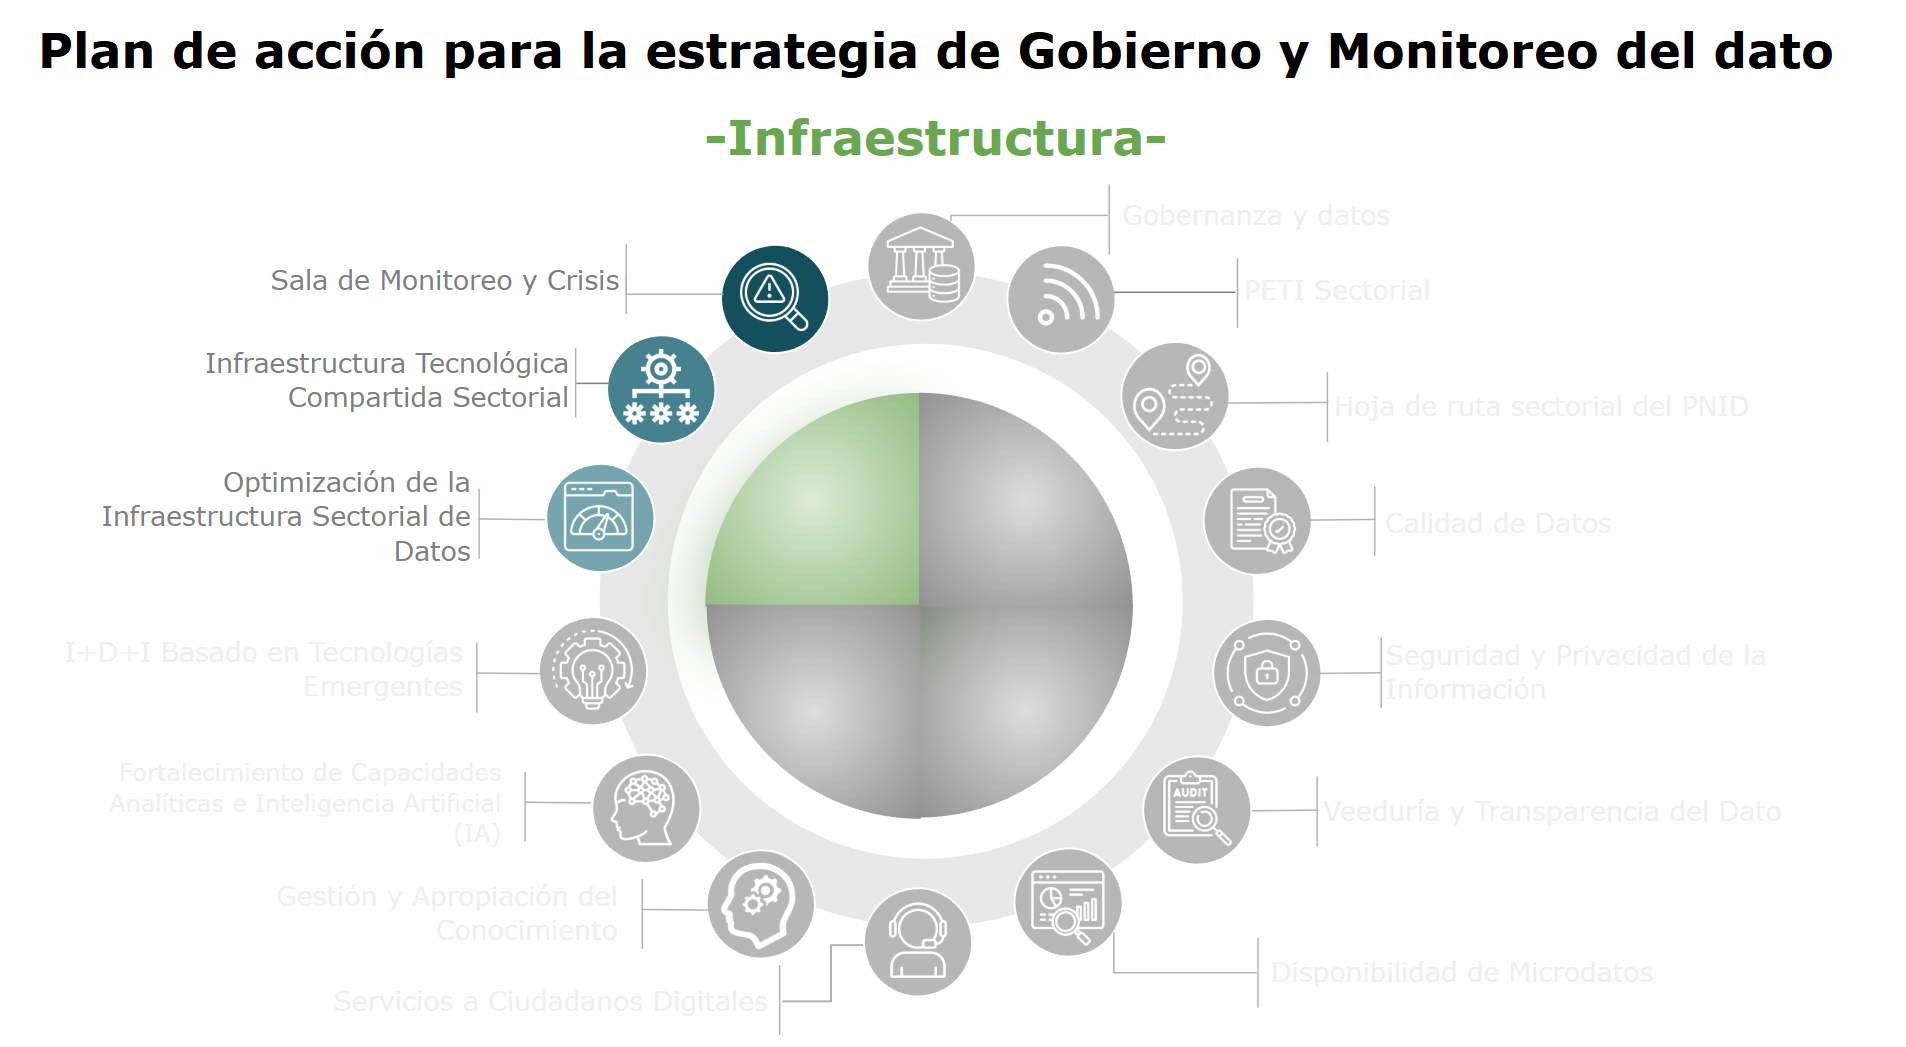 Plan de acción para la estrategia de Gobierno y Monitoreo del dato
-Infraestructura-
Gobernanza y datos
PETI Sectorial
Hoja de ruta sectorial del PNID
Calidad de Datos
Seguridad y Privacidad de la
Información
AUDIT
Veeduría y Transparencia del Dato
Disponibilidad de Microdatos
Servicios a Ciudadanos Digitales
Gestión y Apropiación del
Conocimiento
Fortalecimiento de Capacidades
Analíticas e Inteligencia Artificial
(IA)
I+D+I Basado en Tecnologías
Emergentes
Optimización de la
Infraestructura Sectorial de
Datos
Infraestructura Tecnológica
Compartida Sectorial
Sala de Monitoreo y Crisis